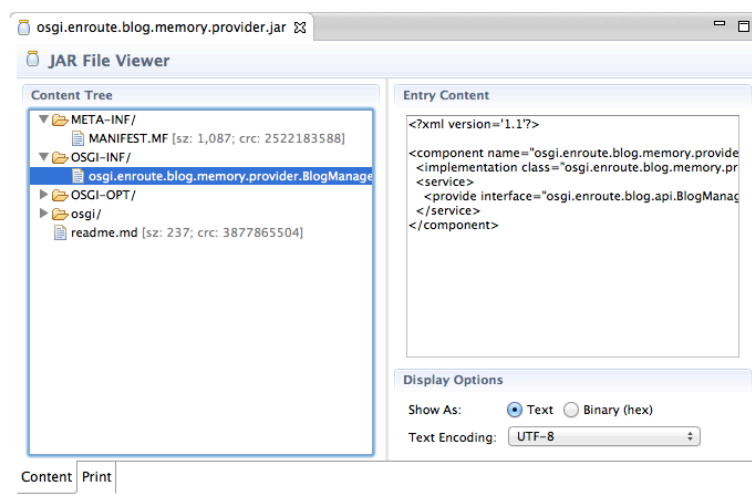 osgi.enroute.blog.memory.provider.jar
JAR File Viewer
Content Tree
META-INF/
MANIFEST.MF [sz: 1,087; crc: 2522183588]
OSGI-INF/
osgi.enroute.blog.memory.provider.BlogManage
OSGI-OPT/
osgi/
readme.md [sz: 237; crc: 3877865504]
Entry Content
<?xml version='1.1'?>
<component name="osgi.enroute.blog.memory.provide
<implementation class="osgi.enroute.blog.memory.pr
<service>
<provide interface="osgi.enroute.blog.api.BlogManag
</service>
</component>
Display Options
Show As: Text Binary (hex)
Text Encoding: UTF-8
Content Print